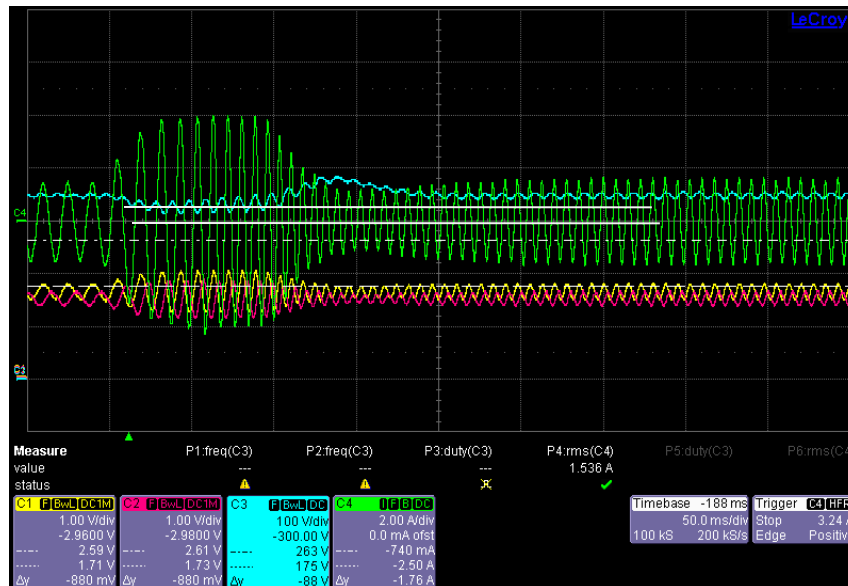 LeCroy
C4
Measure P1:freq(C3) P2:freq(C3) P3:duty(C3) P4:rms(C4) P5:duty(C3) P6:rms(C4)
value --- --- --- 1.536 A
status
C1 F BwL DC1M C2 F BwL DC1M C3 F BwL DC C4 I F B DC Timebase -188 ms Trigger C4 HFR
1.00 V/div 1.00 V/div 100 V/div 2.00 A/div 50.0 ms/div Stop 3.24 A
-2.9600 V -2.9800 V -300.00 V 0.0 mA ofst 100 kS 200 kS/s Edge Positiv
2.59 V 2.61 V 263 V -740 mA
1.71 V 1.73 V 175 V -2.50 A
Δy -880 mV Δy -880 mV Δy -88 V Δy -1.76 A